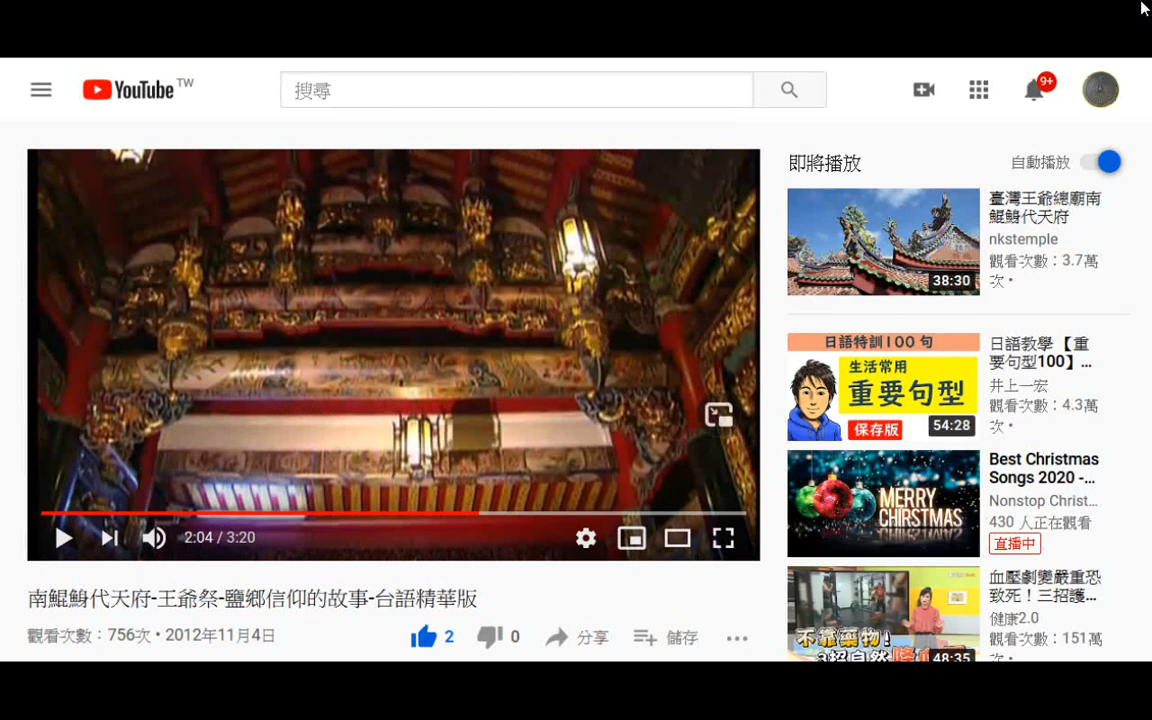 YouTube TW
搜尋
9+
2:04 / 3:20
南鯤鯓代天府-王爺祭-鹽鄉信仰的故事-台語精華版
觀看次數：756次 • 2012年11月4日
2
0
分享
儲存
即將播放
自動播放
38:30
臺灣王爺總廟南
鯤鯓代天府
nkstemple
觀看次數：3.7萬
次 •
日語特訓100句
生活常用
重要句型
保存版
54:28
日語教學 【重
要句型100】...
井上一宏
觀看次數：4.3萬
次 •
MERRY
CHIRSTMAS
Best Christmas
Songs 2020 -...
Nonstop Christ...
430 人正在觀看
直播中
不靠藥物!
3招自然降
48:35
血壓劇變嚴重恐
致死！三招護...
健康2.0
觀看次數：151萬
次 •